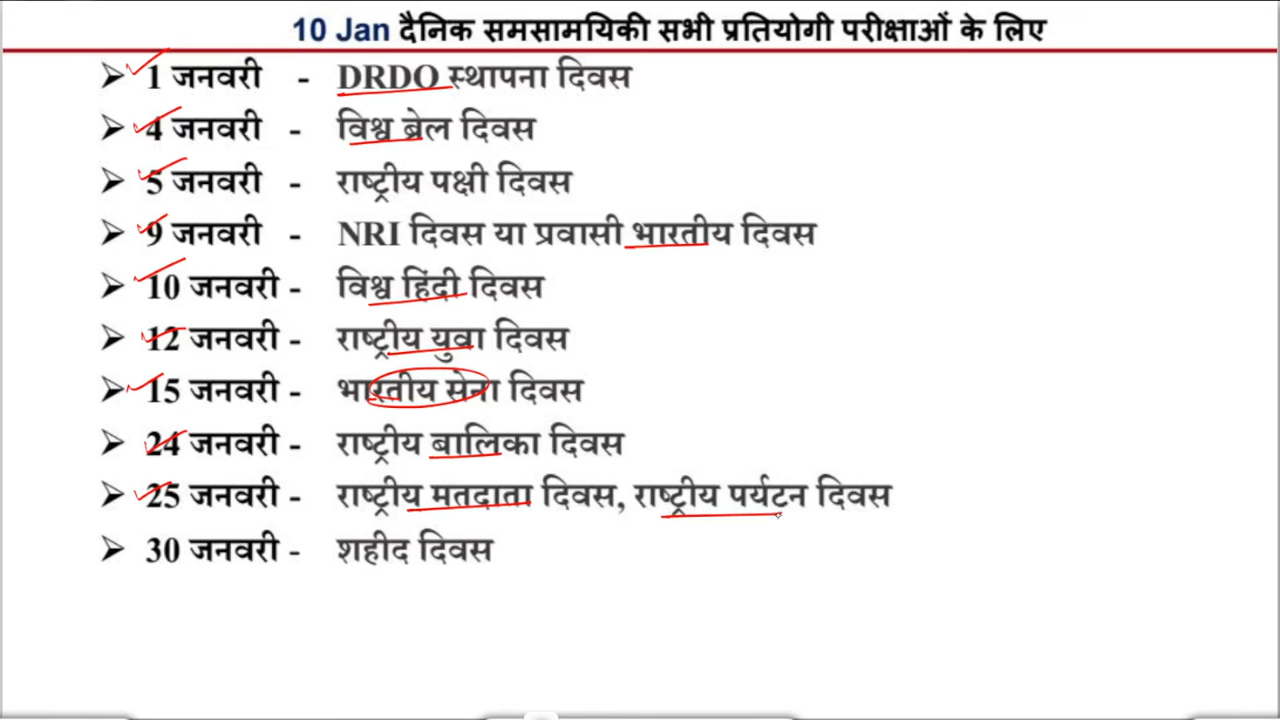 10 Jan दैनिक समसामयिकी सभी प्रतियोगी परीक्षाओं के लिए
➢ 1 जनवरी - DRDO स्थापना दिवस
➢ 4 जनवरी - विश्व ब्रेल दिवस
➢ 5 जनवरी - राष्ट्रीय पक्षी दिवस
➢ 9 जनवरी - NRI दिवस या प्रवासी भारतीय दिवस
➢ 10 जनवरी - विश्व हिंदी दिवस
➢ 12 जनवरी - राष्ट्रीय युवा दिवस
➢ 15 जनवरी - भारतीय सेना दिवस
➢ 24 जनवरी - राष्ट्रीय बालिका दिवस
➢ 25 जनवरी - राष्ट्रीय मतदाता दिवस, राष्ट्रीय पर्यटन दिवस
➢ 30 जनवरी - शहीद दिवस